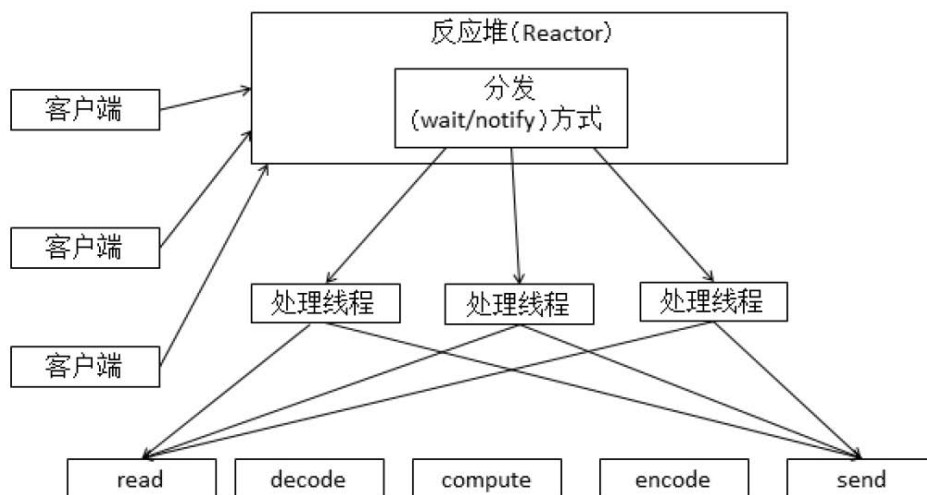 反应堆(Reactor)
分发
(wait/notify)方式
客户端
客户端
客户端
处理线程
处理线程
处理线程
read
decode
compute
encode
send